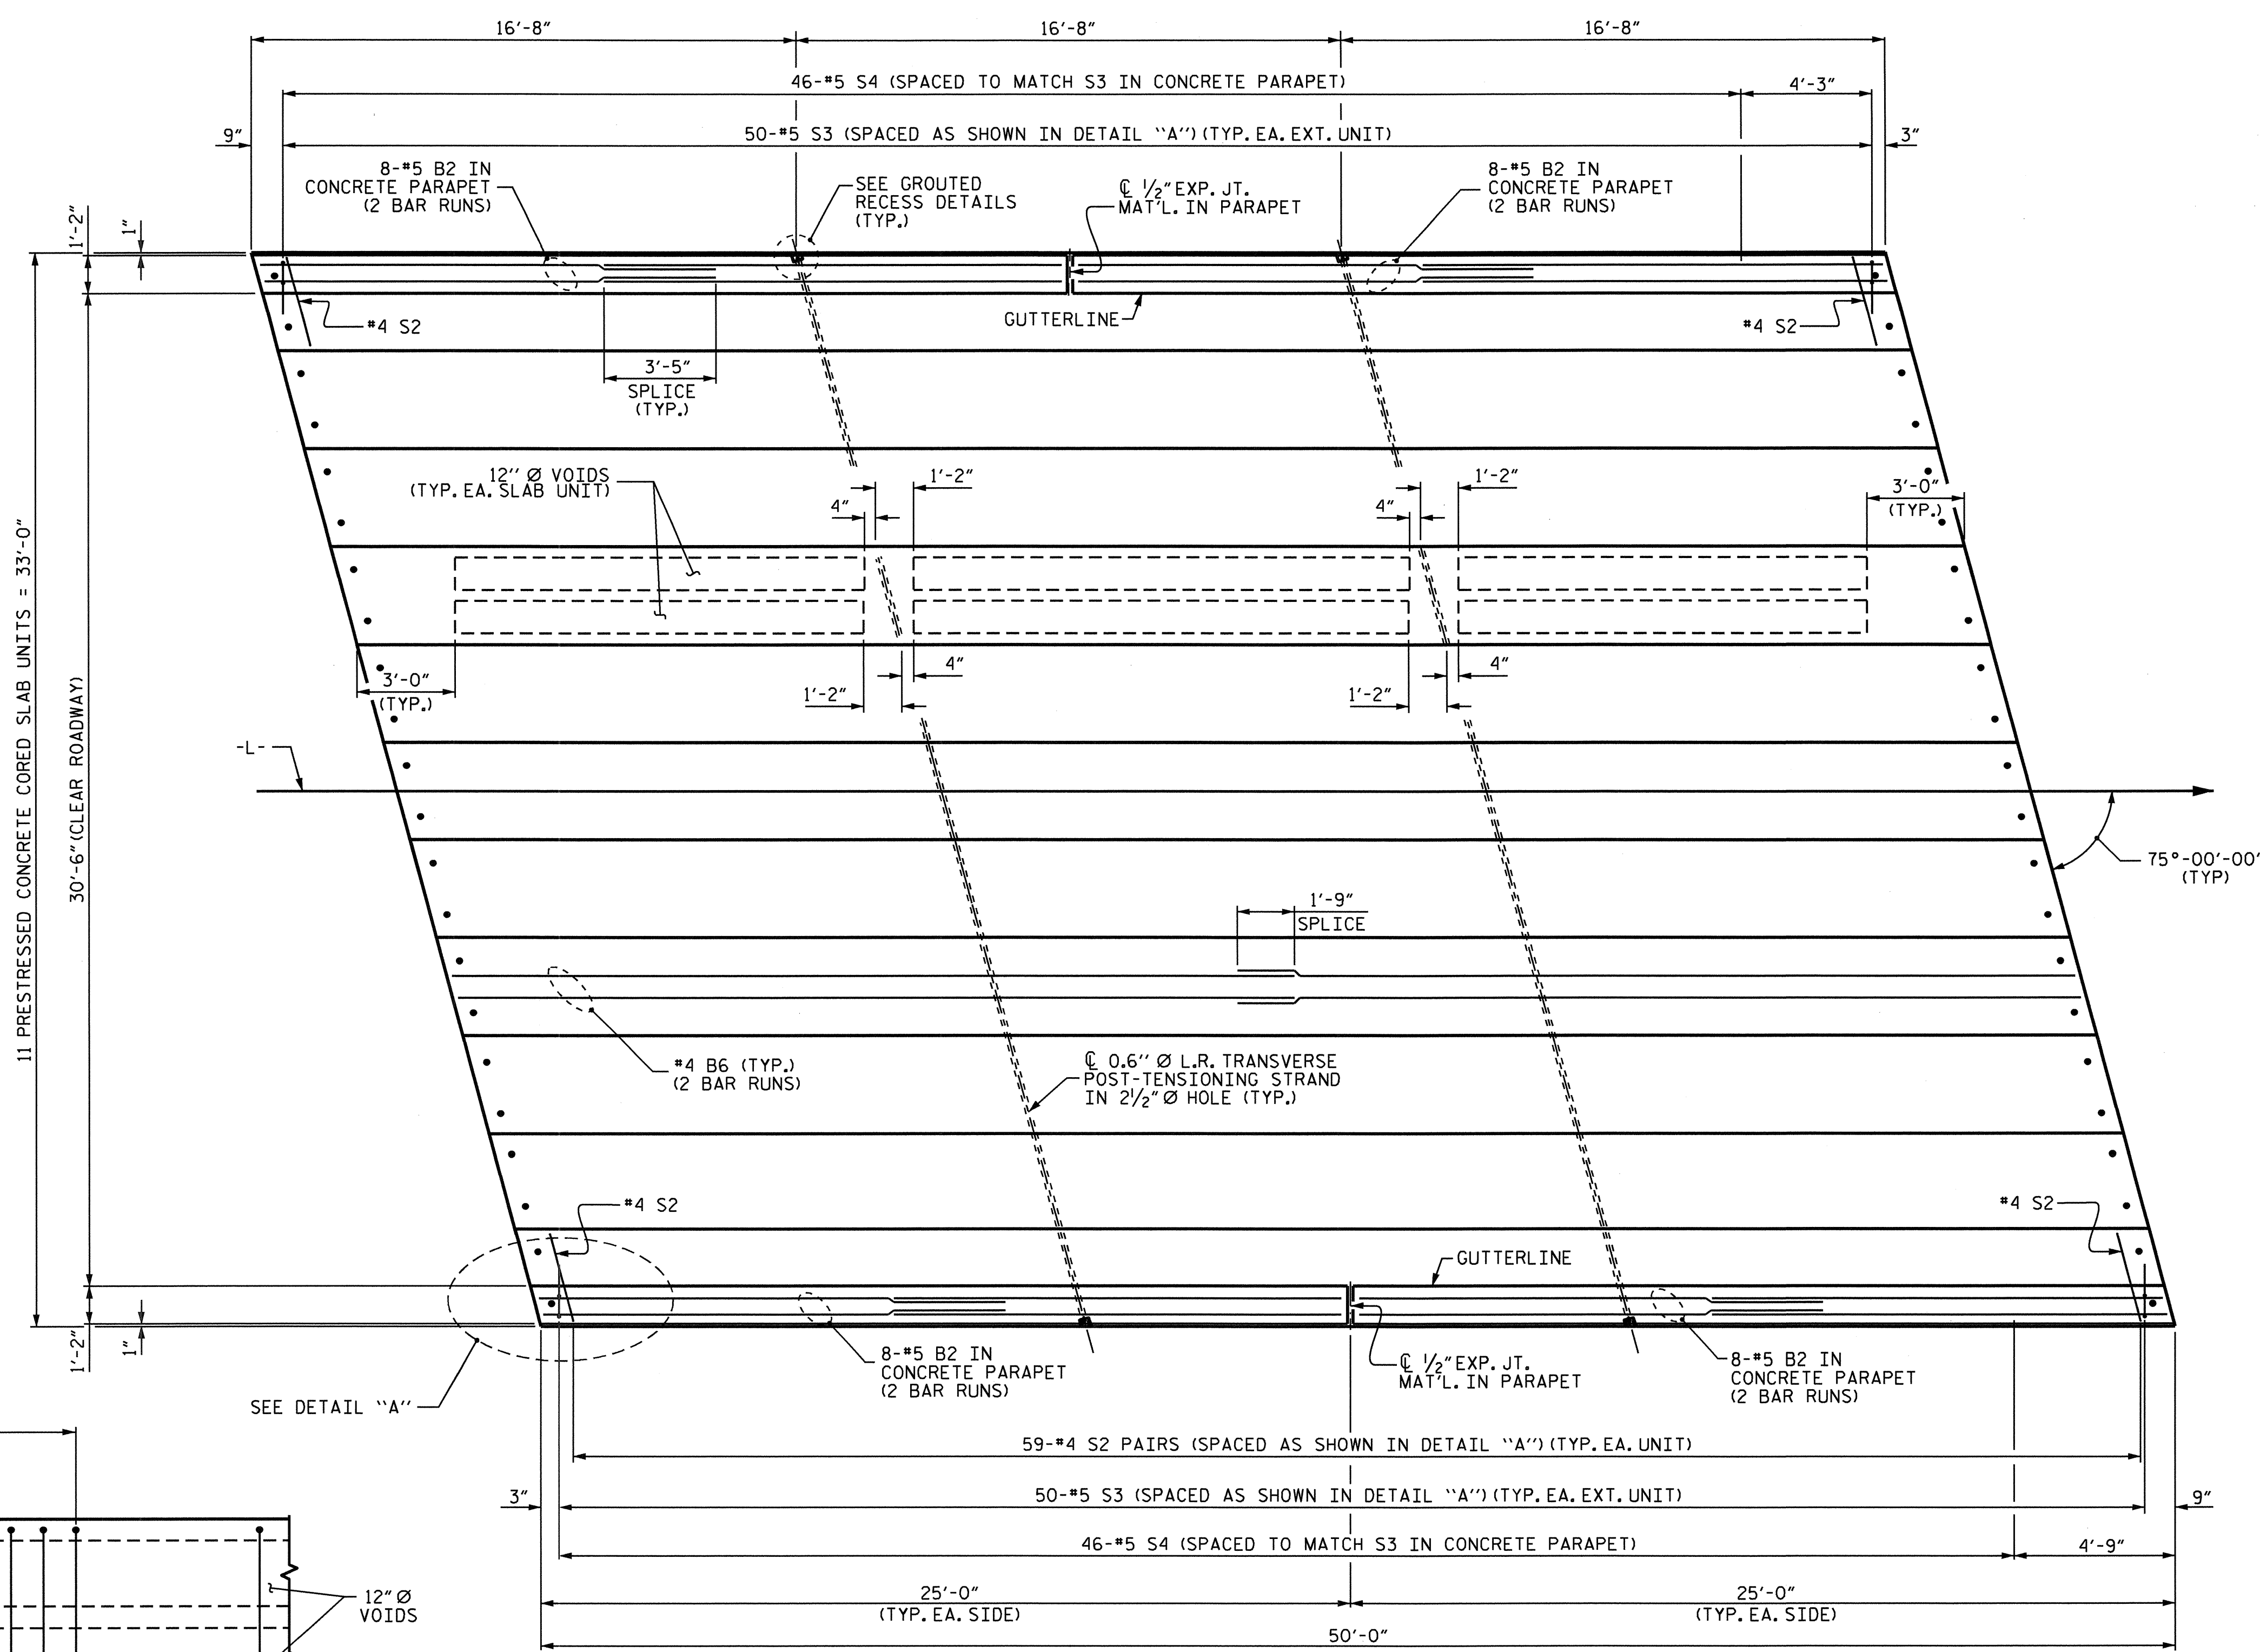 16'-8"
16'-8"
16'-8"
46-#5 S4 (SPACED TO MATCH S3 IN CONCRETE PARAPET)
4'-3"
9"
50-#5 S3 (SPACED AS SHOWN IN DETAIL "A") (TYP. EA. EXT. UNIT)
3"
8-#5 B2 IN
CONCRETE PARAPET
(2 BAR RUNS)
SEE GROUTED
RECESS DETAILS
(TYP.)
℄ 1/2" EXP. JT.
MAT'L. IN PARAPET
8-#5 B2 IN
CONCRETE PARAPET
(2 BAR RUNS)
1'-2"
1"
#4 S2
GUTTERLINE
#4 S2
3'-5"
SPLICE
(TYP.)
12" Ø VOIDS
(TYP. EA. SLAB UNIT)
1'-2"
4"
1'-2"
4"
3'-0"
(TYP.)
11 PRESTRESSED CONCRETE CORED SLAB UNITS = 33'-0"
30'-6" (CLEAR ROADWAY)
3'-0"
(TYP.)
4"
1'-2"
4"
1'-2"
-L-
75°-00'-00'
(TYP)
1'-9"
SPLICE
#4 B6 (TYP.)
(2 BAR RUNS)
℄ 0.6" Ø L.R. TRANSVERSE
POST-TENSIONING STRAND
IN 2 1/2" Ø HOLE (TYP.)
#4 S2
#4 S2
GUTTERLINE
1'-2"
1"
8-#5 B2 IN
CONCRETE PARAPET
(2 BAR RUNS)
℄ 1/2" EXP. JT.
MAT'L. IN PARAPET
8-#5 B2 IN
CONCRETE PARAPET
(2 BAR RUNS)
SEE DETAIL "A"
59-#4 S2 PAIRS (SPACED AS SHOWN IN DETAIL "A") (TYP. EA. UNIT)
3"
50-#5 S3 (SPACED AS SHOWN IN DETAIL "A") (TYP. EA. EXT. UNIT)
9"
46-#5 S4 (SPACED TO MATCH S3 IN CONCRETE PARAPET)
4'-9"
12" Ø
VOIDS
25'-0"
(TYP. EA. SIDE)
25'-0"
(TYP. EA. SIDE)
50'-0"